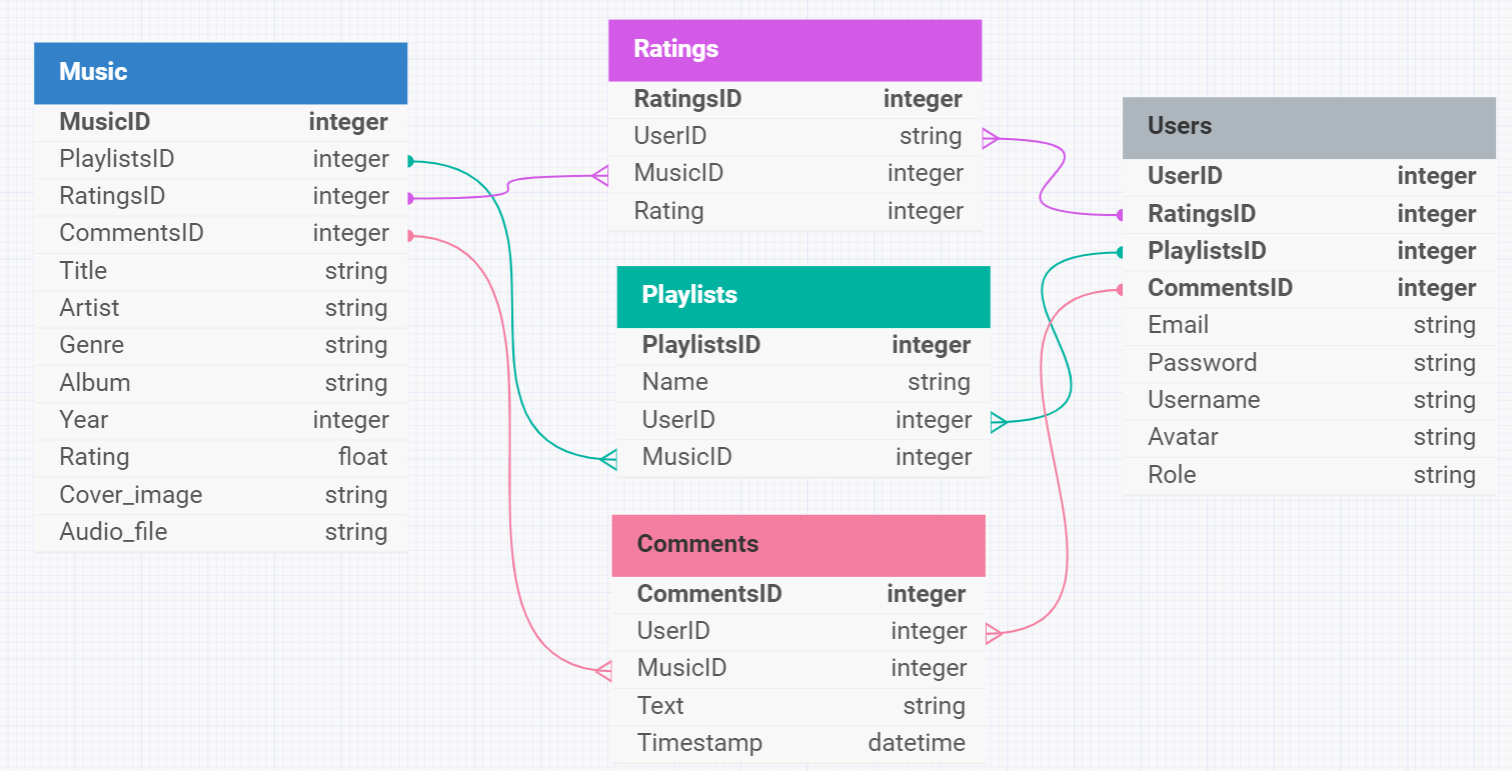 Music
MusicID integer
PlaylistsID integer
RatingsID integer
CommentsID integer
Title string
Artist string
Genre string
Album string
Year integer
Rating float
Cover_image string
Audio_file string
Ratings
RatingsID integer
UserID string
MusicID integer
Rating integer
Playlists
PlaylistsID integer
Name string
UserID integer
MusicID integer
Comments
CommentsID integer
UserID integer
MusicID integer
Text string
Timestamp datetime
Users
UserID integer
RatingsID integer
PlaylistsID integer
CommentsID integer
Email string
Password string
Username string
Avatar string
Role string